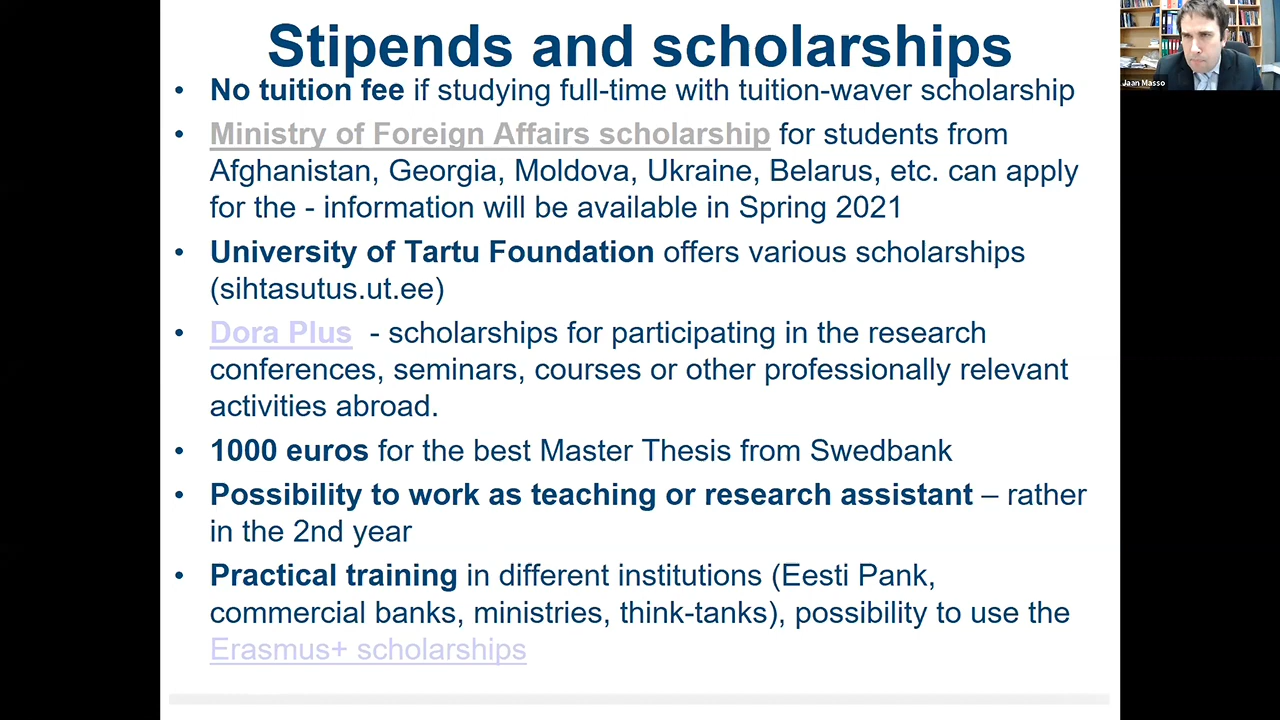 Stipends and scholarships
• No tuition fee if studying full-time with tuition-waver scholarship
• Ministry of Foreign Affairs scholarship for students from
Afghanistan, Georgia, Moldova, Ukraine, Belarus, etc. can apply
for the - information will be available in Spring 2021
• University of Tartu Foundation offers various scholarships
(sihtasutus.ut.ee)
• Dora Plus - scholarships for participating in the research
conferences, seminars, courses or other professionally relevant
activities abroad.
• 1000 euros for the best Master Thesis from Swedbank
• Possibility to work as teaching or research assistant – rather
in the 2nd year
• Practical training in different institutions (Eesti Pank,
commercial banks, ministries, think-tanks), possibility to use the
Erasmus+ scholarships
Jaan Masso